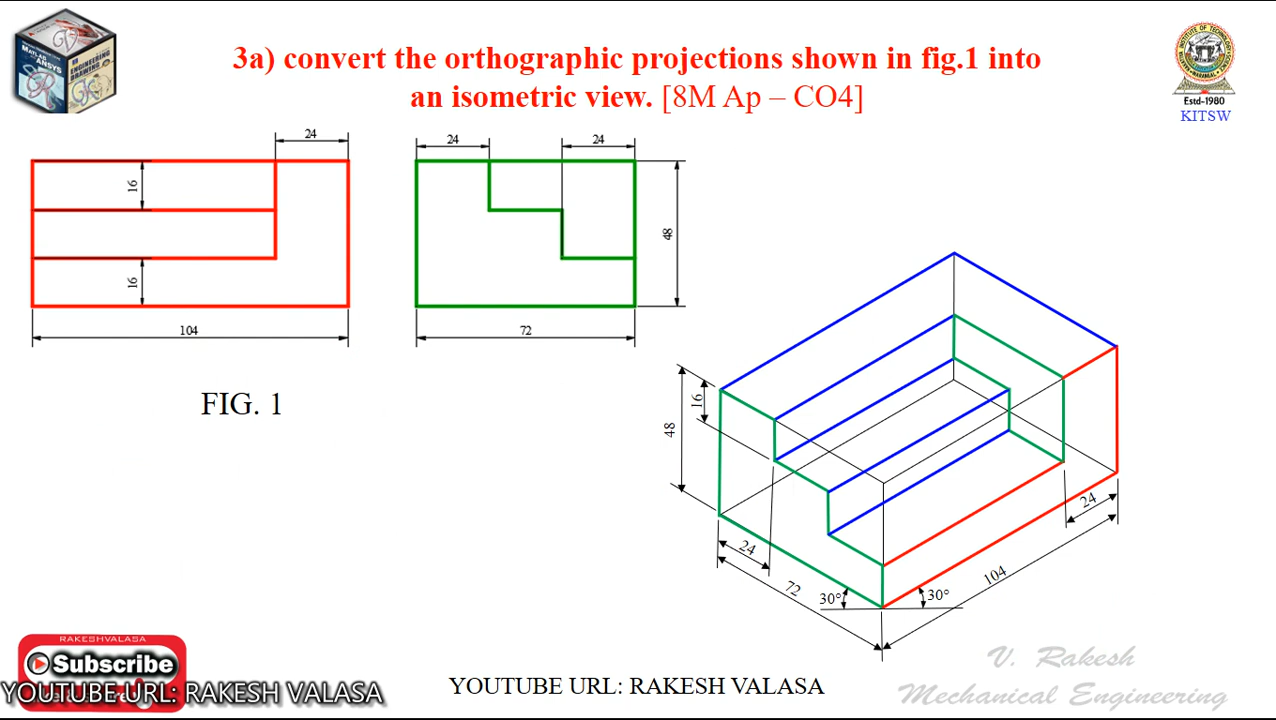 3a) convert the orthographic projections shown in fig.1 into
an isometric view. [8M Ap – CO4]
Estd-1980
KITSW
24
16
16
104
24
24
48
72
FIG. 1
16
48
24
72
30°
30°
104
24
RAKESHVALASA
Subscribe
YOUTUBE URL: RAKESH VALASA
YOUTUBE URL: RAKESH VALASA
V. Rakesh
Mechanical Engineering